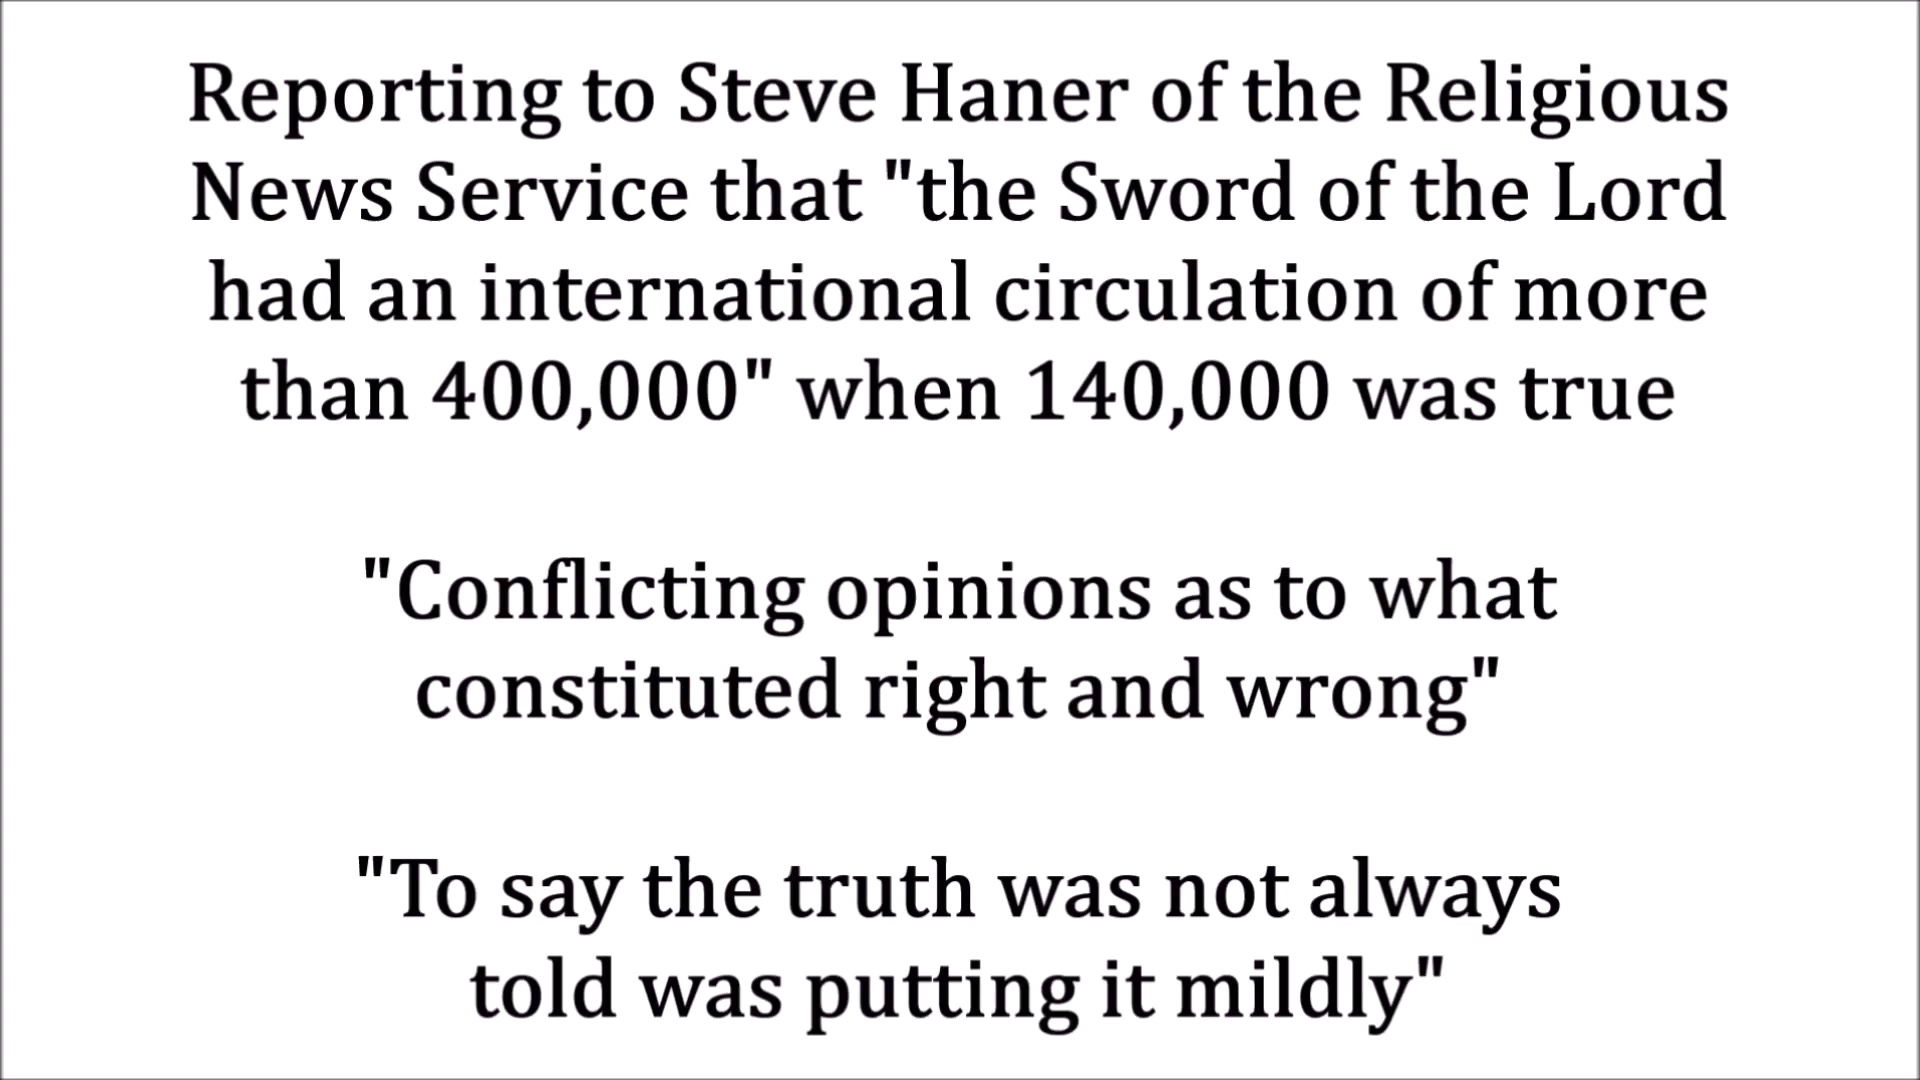 Reporting to Steve Haner of the Religious
News Service that "the Sword of the Lord
had an international circulation of more
than 400,000" when 140,000 was true
"Conflicting opinions as to what
constituted right and wrong"
"To say the truth was not always
told was putting it mildly"